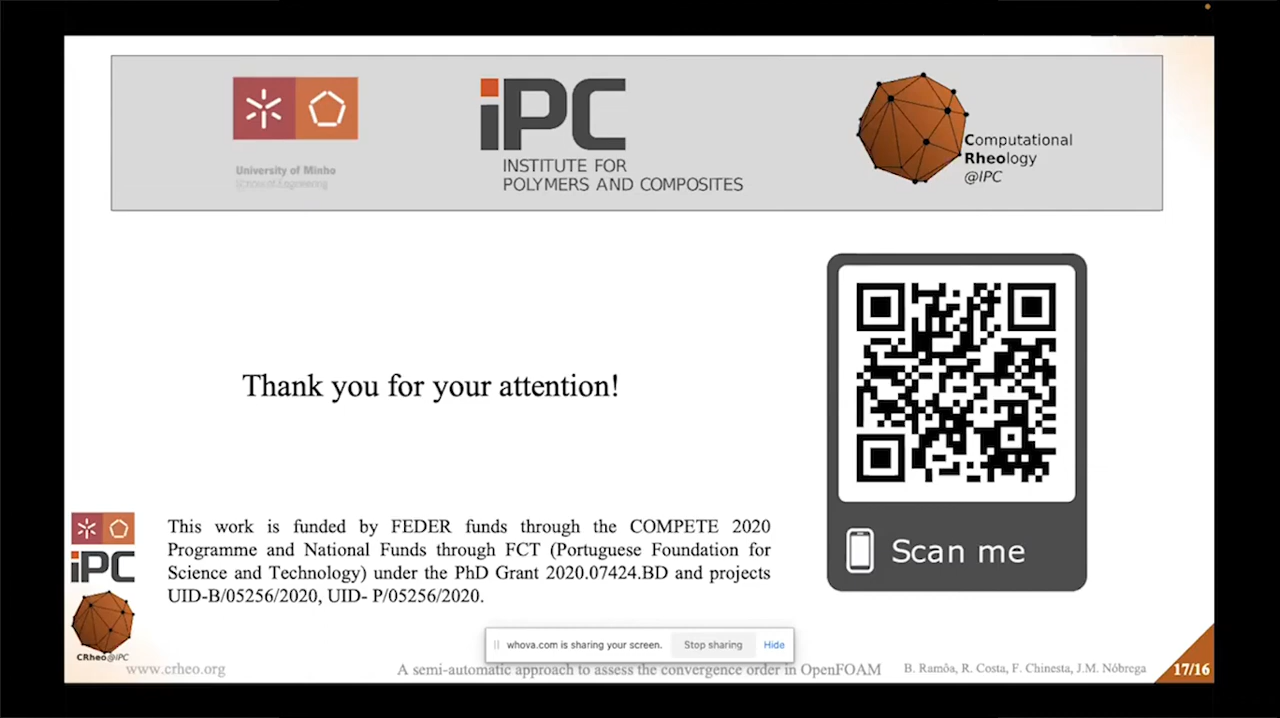 University of Minho
School of Engineering
iPC
INSTITUTE FOR
POLYMERS AND COMPOSITES
Computational
Rheology
@IPC
Thank you for your attention!
Scan me
This work is funded by FEDER funds through the COMPETE 2020
Programme and National Funds through FCT (Portuguese Foundation for
Science and Technology) under the PhD Grant 2020.07424.BD and projects
UID-B/05256/2020, UID- P/05256/2020.
iPC
CRheo@IPC
whova.com is sharing your screen.
Stop sharing
Hide
www.crheo.org
A semi-automatic approach to assess the convergence order in OpenFOAM
B. Ramôa, R. Costa, F. Chinesta, J.M. Nóbrega
17/16